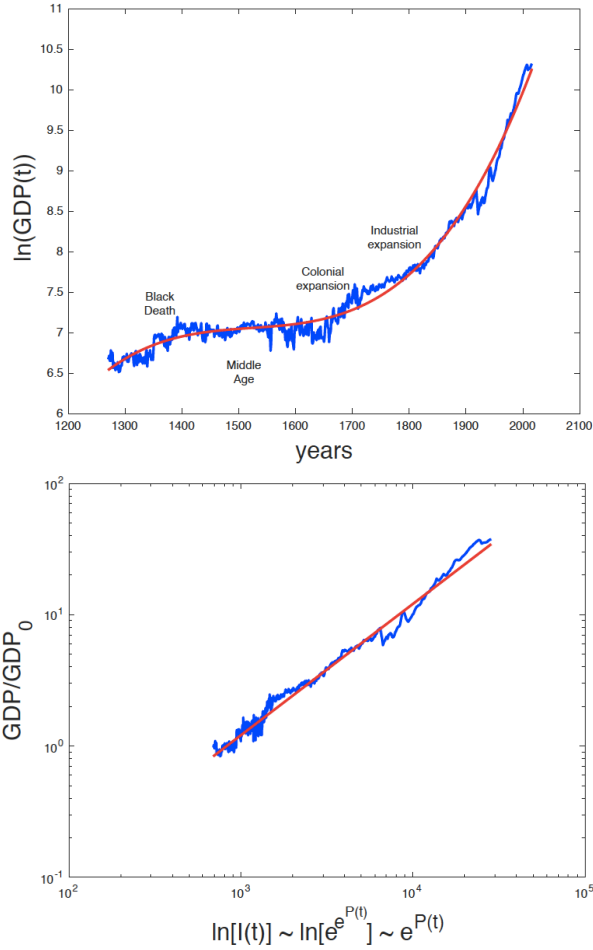 11
10.5
10
9.5
9
8.5
8
7.5
7
6.5
6
ln(GDP(t))
Industrial
expansion
Colonial
expansion
Black
Death
Middle
Age
1200 1300 1400 1500 1600 1700 1800 1900 2000 2100
years
10^2
10^1
10^0
10^-1
GDP/GDP_0
10^2 10^3 10^4 10^5
ln[I(t)] ~ ln[e^{e^{P(t)}}] ~ e^{P(t)}